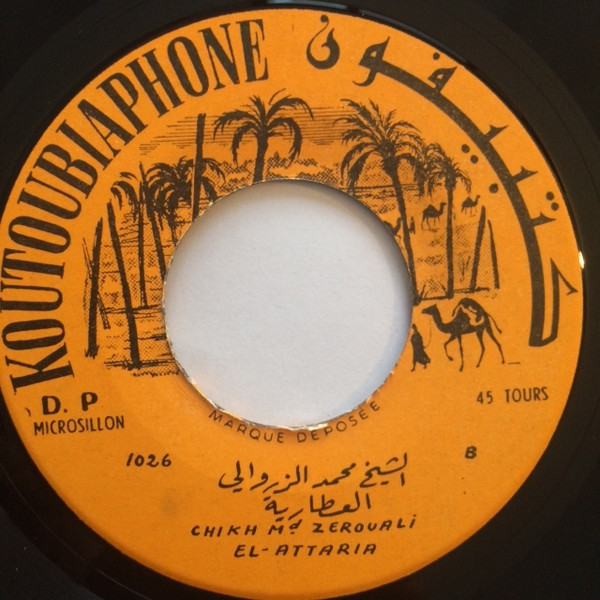 KOUTOUBIAPHONE
كتبيفون
D. P
MICROSILLON
45 TOURS
MARQUE DEPOSÉE
1026
B
الشيخ محمد الزروالي
العطارية
CHIKH Md ZEROUALi
EL-ATTARIA